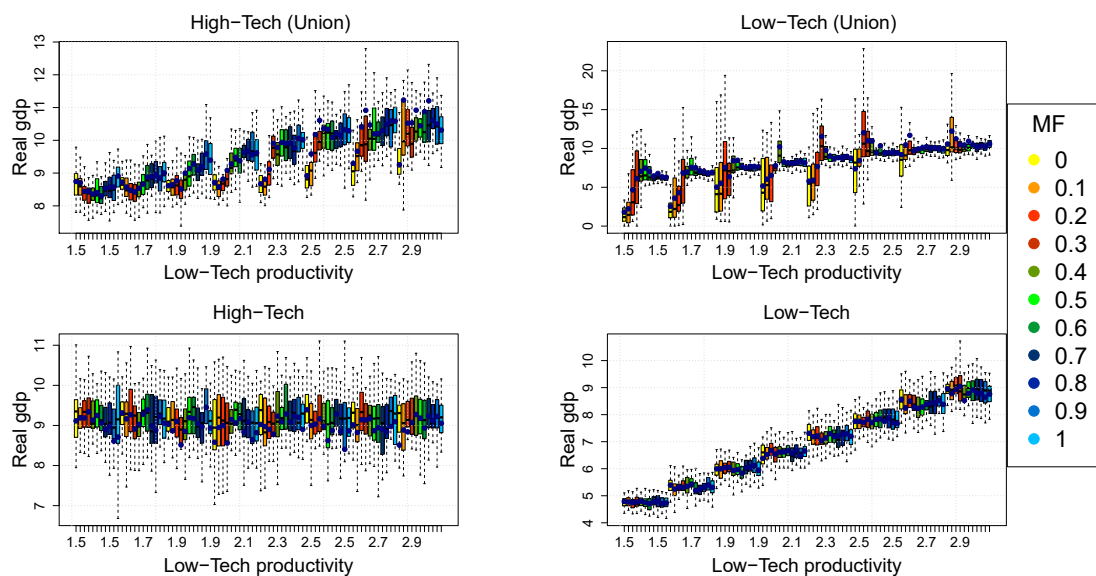 High−Tech (Union)
Real gdp
13
12
11
10
9
8
1.5 1.5 1.7 1.9 1.9 2.1 2.3 2.5 2.5 2.7 2.9
Low−Tech productivity
Low−Tech (Union)
Real gdp
20
15
10
5
0
1.5 1.5 1.7 1.9 1.9 2.1 2.3 2.5 2.5 2.7 2.9
Low−Tech productivity
High−Tech
Real gdp
11
10
9
8
7
1.5 1.5 1.7 1.9 1.9 2.1 2.3 2.5 2.5 2.7 2.9
Low−Tech productivity
Low−Tech
Real gdp
10
9
8
7
6
5
4
1.5 1.5 1.7 1.9 1.9 2.1 2.3 2.5 2.5 2.7 2.9
Low−Tech productivity
MF
0
0.1
0.2
0.3
0.4
0.5
0.6
0.7
0.8
0.9
1